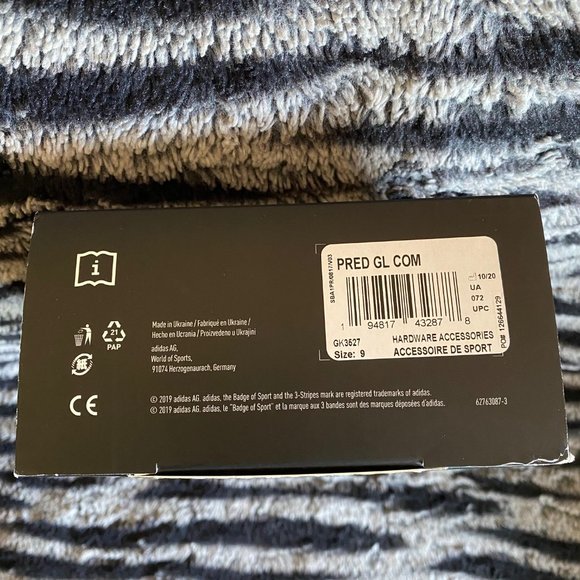 i
21
PAP
CE
Made in Ukraine / Fabriqué en Ukraine /
Hecho en Ucrania / Proizvedeno u Ukrajini
adidas AG,
World of Sports,
91074 Herzogenaurach, Germany
© 2019 adidas AG. adidas, the Badge of Sport and the 3-Stripes mark are registered trademarks of adidas.
© 2019 adidas AG. adidas, le "Badge of Sport" et la marque aux 3 bandes sont des marques déposées d'adidas.
62763087-3
SBA1PR/0817/V03
PRED GL COM
10/20
UA
072
UPC
1 94817 43287 8
GK3527
HARDWARE ACCESSORIES
Size: 9
ACCESSOIRE DE SPORT
PO# 126644129